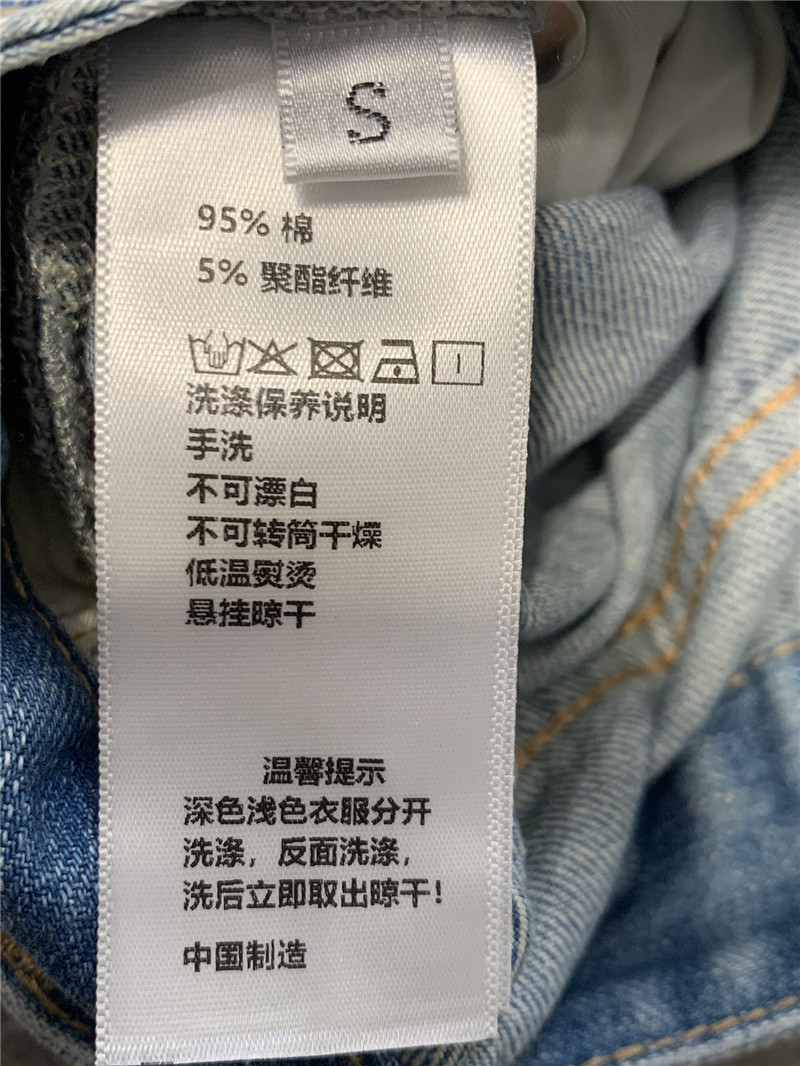 S
95% 棉
5% 聚酯纤维
洗涤保养说明
手洗
不可漂白
不可转筒干燥
低温熨烫
悬挂晾干
温馨提示
深色浅色衣服分开
洗涤，反面洗涤，
洗后立即取出晾干！
中国制造